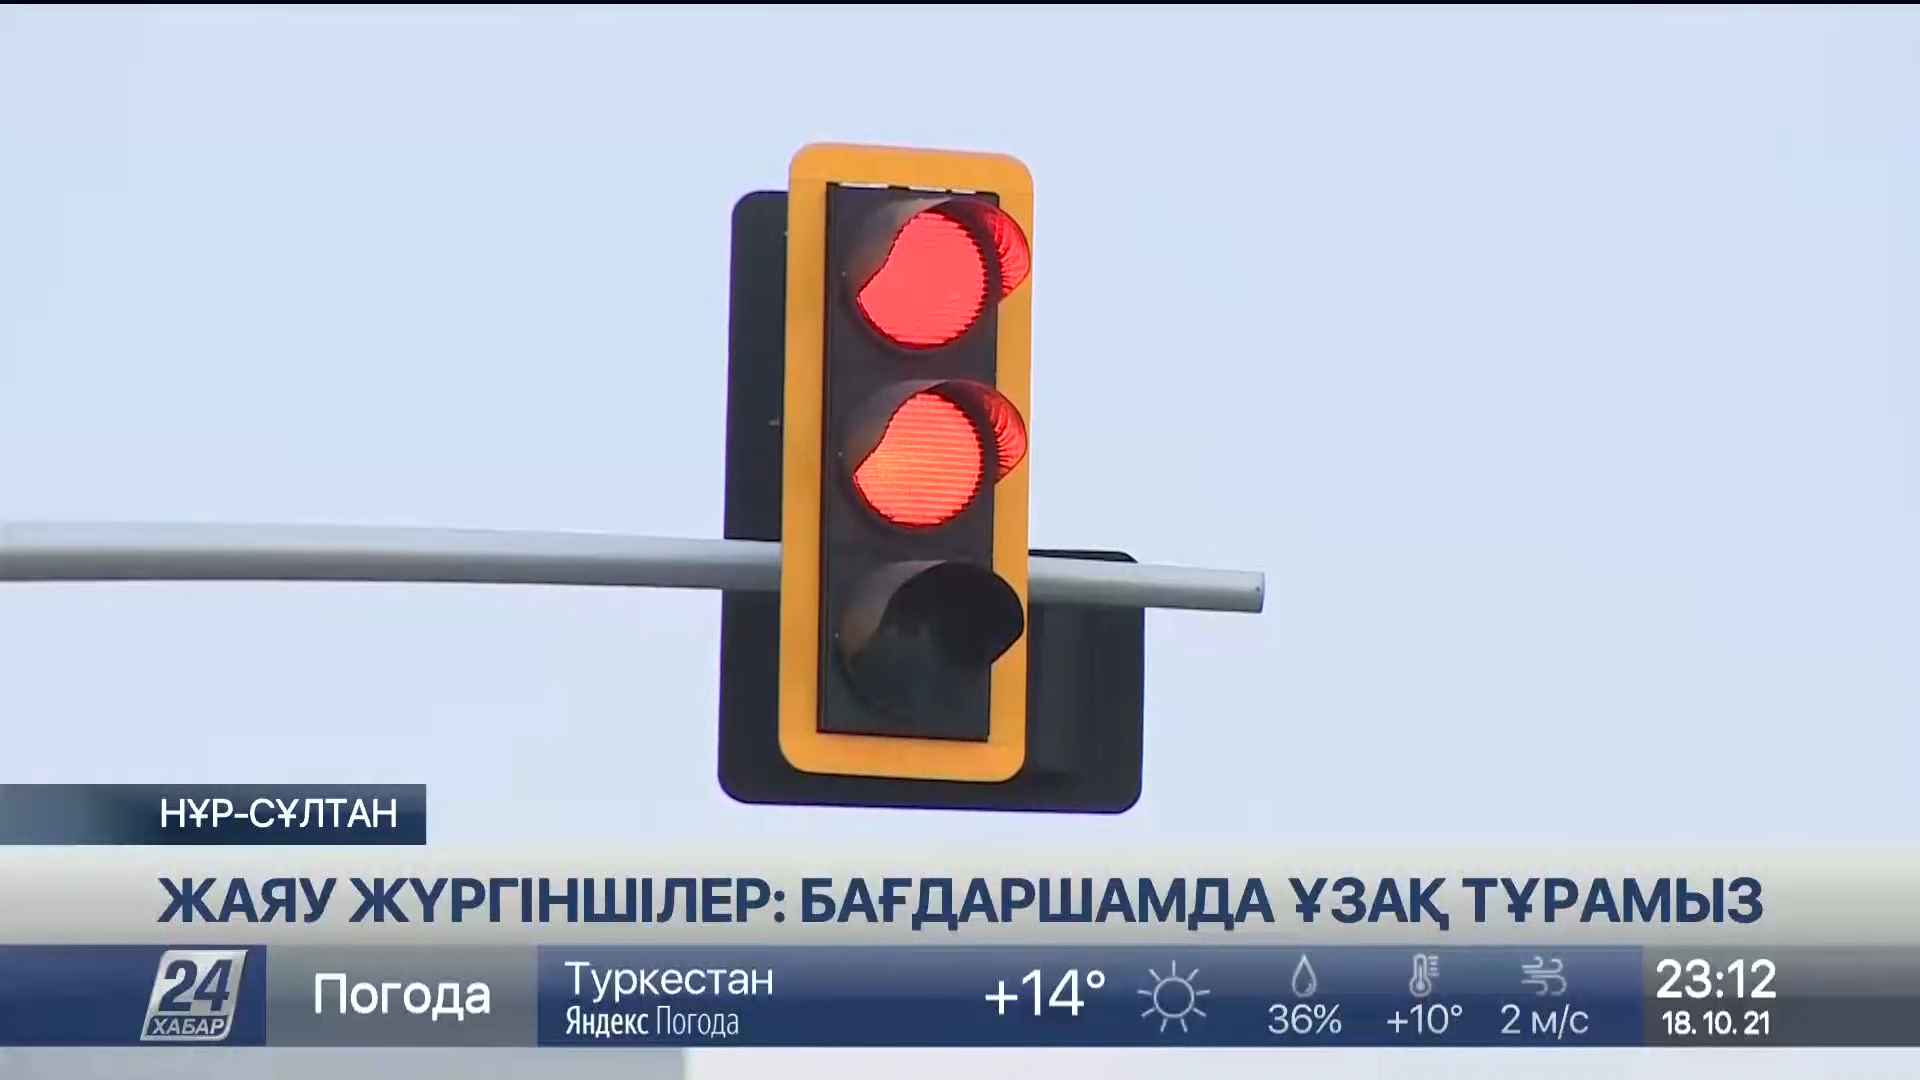 НҰР-СҰЛТАН
ЖАЯУ ЖҮРГІНШІЛЕР: БАҒДАРШАМДА ҰЗАҚ ТҰРАМЫЗ
24
ХАБАР
Погода
Туркестан
Яндекс Погода
+14°
36%
+10°
2 м/с
23:12
18. 10. 21